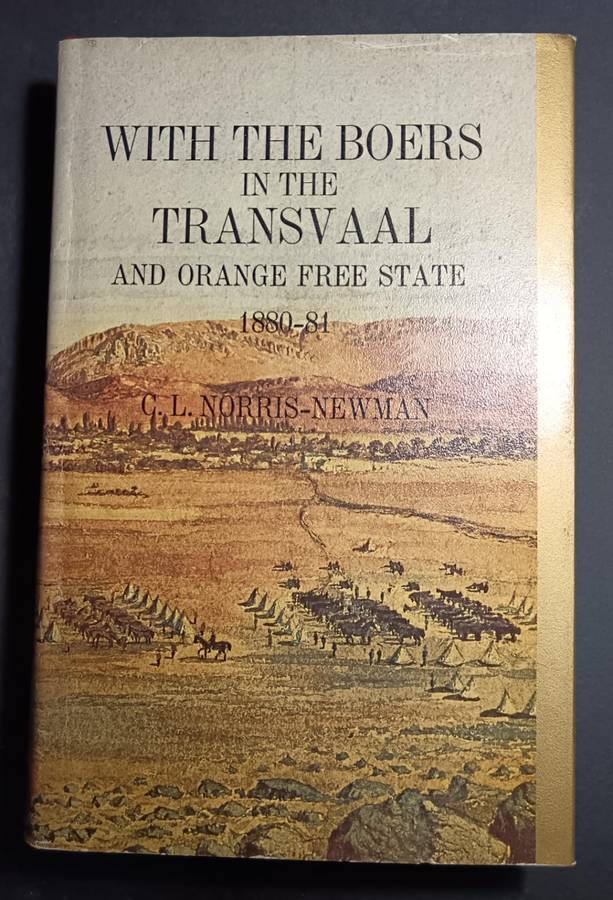 WITH THE BOERS
IN THE
TRANSVAAL
AND ORANGE FREE STATE
1880-81
C. L. NORRIS-NEWMAN